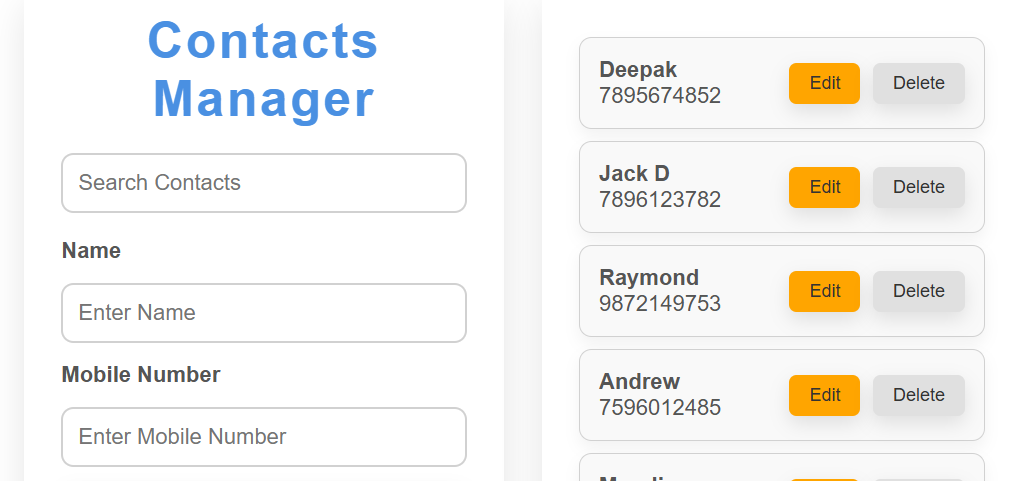 Contacts
Manager
Search Contacts
Name
Enter Name
Mobile Number
Enter Mobile Number
Deepak
7895674852
Edit
Delete
Jack D
7896123782
Edit
Delete
Raymond
9872149753
Edit
Delete
Andrew
7596012485
Edit
Delete